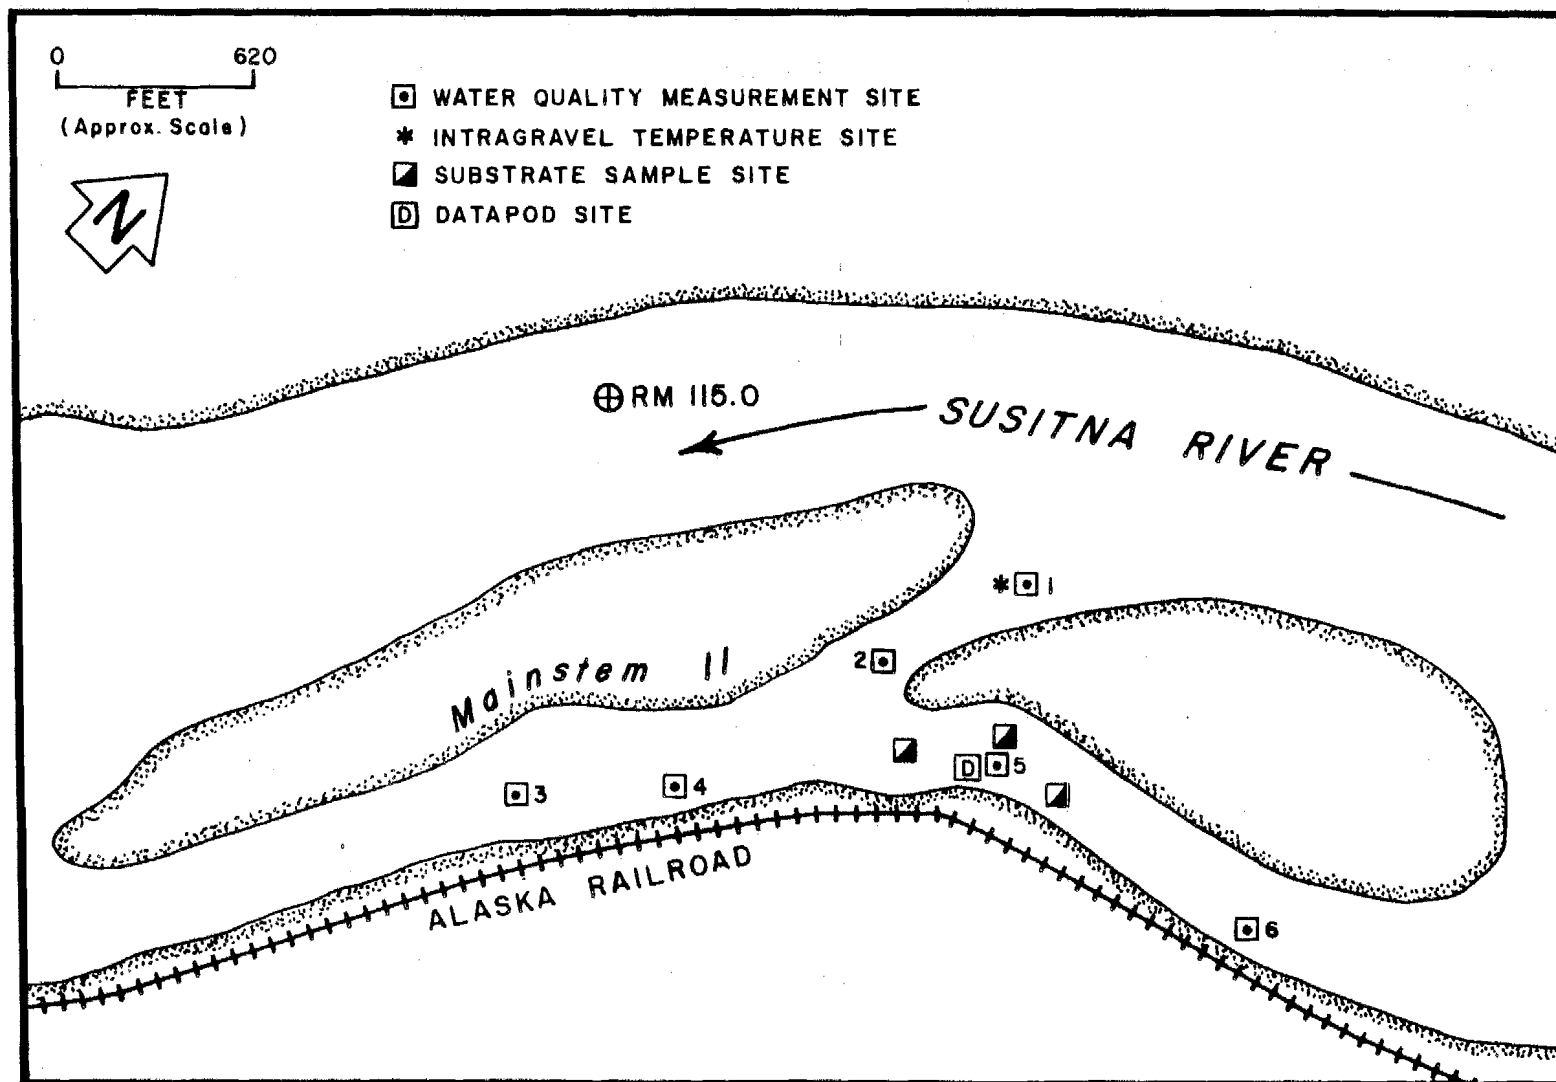 0 620
FEET
(Approx. Scale)
N
WATER QUALITY MEASUREMENT SITE
* INTRAGRAVEL TEMPERATURE SITE
SUBSTRATE SAMPLE SITE
D DATAPOD SITE
RM 115.0
SUSITNA RIVER
* 1
2
Mainstem II
D 5
3
4
ALASKA RAILROAD
6